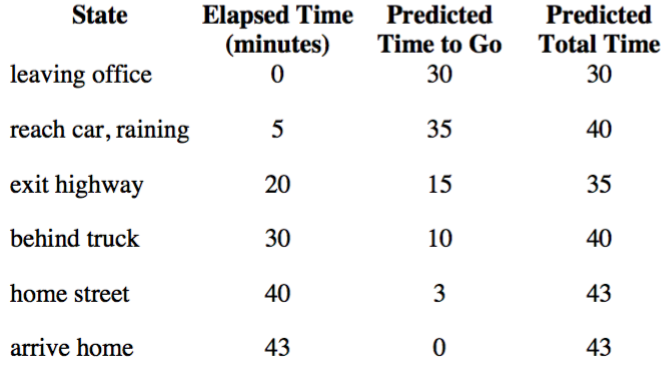 State Elapsed Time Predicted Predicted
(minutes) Time to Go Total Time
leaving office 0 30 30
reach car, raining 5 35 40
exit highway 20 15 35
behind truck 30 10 40
home street 40 3 43
arrive home 43 0 43